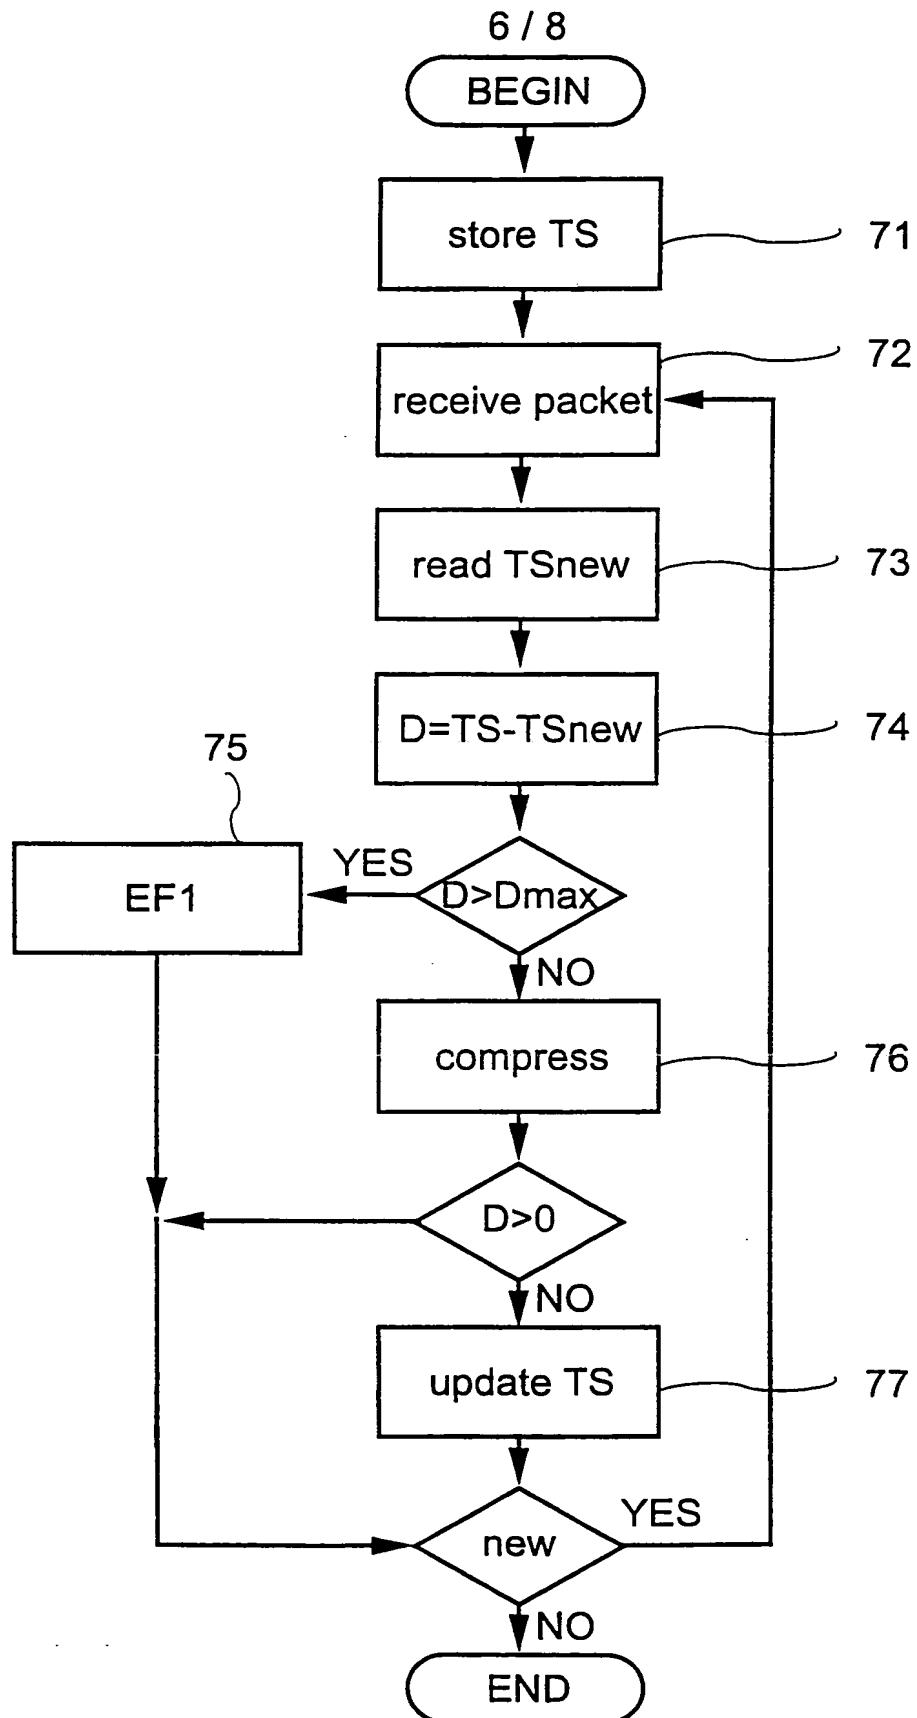 6 / 8
BEGIN
store TS
71
72
receive packet
read TSnew
73
D=TS-TSnew
74
75
EF1
YES
D>Dmax
NO
compress
76
D>0
NO
update TS
77
new
YES
NO
END